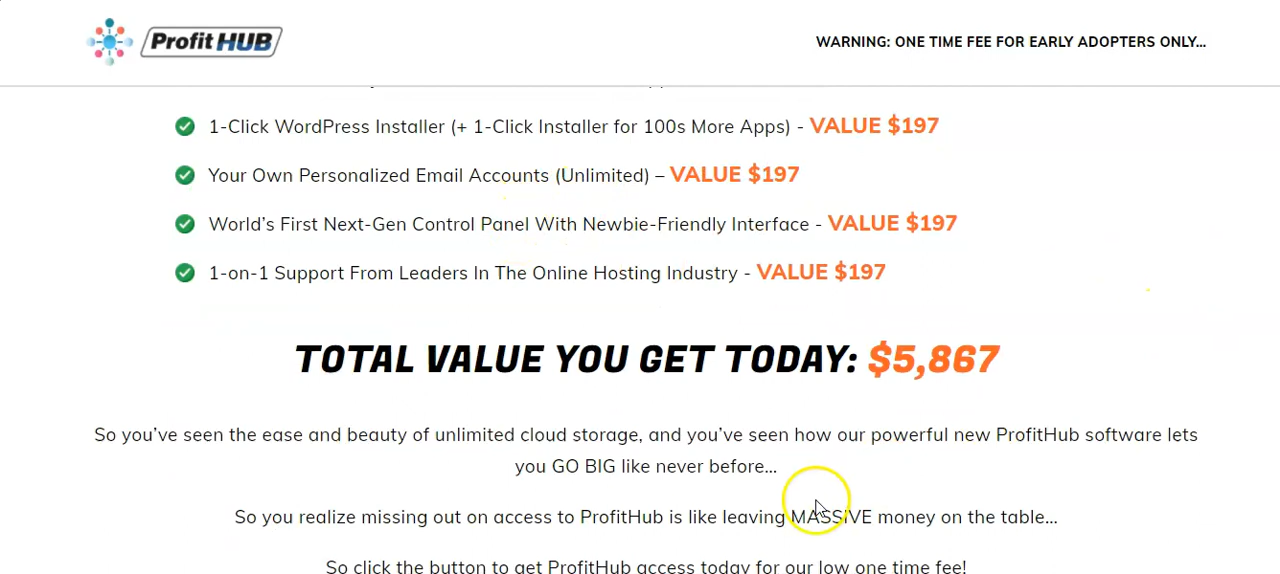 Profit HUB
WARNING: ONE TIME FEE FOR EARLY ADOPTERS ONLY...
1-Click WordPress Installer (+ 1-Click Installer for 100s More Apps) - VALUE $197
Your Own Personalized Email Accounts (Unlimited) – VALUE $197
World's First Next-Gen Control Panel With Newbie-Friendly Interface - VALUE $197
1-on-1 Support From Leaders In The Online Hosting Industry - VALUE $197
TOTAL VALUE YOU GET TODAY: $5,867
So you've seen the ease and beauty of unlimited cloud storage, and you've seen how our powerful new ProfitHub software lets
you GO BIG like never before...
So you realize missing out on access to ProfitHub is like leaving MASSIVE money on the table...
So click the button to get ProfitHub access today for our low one time fee!